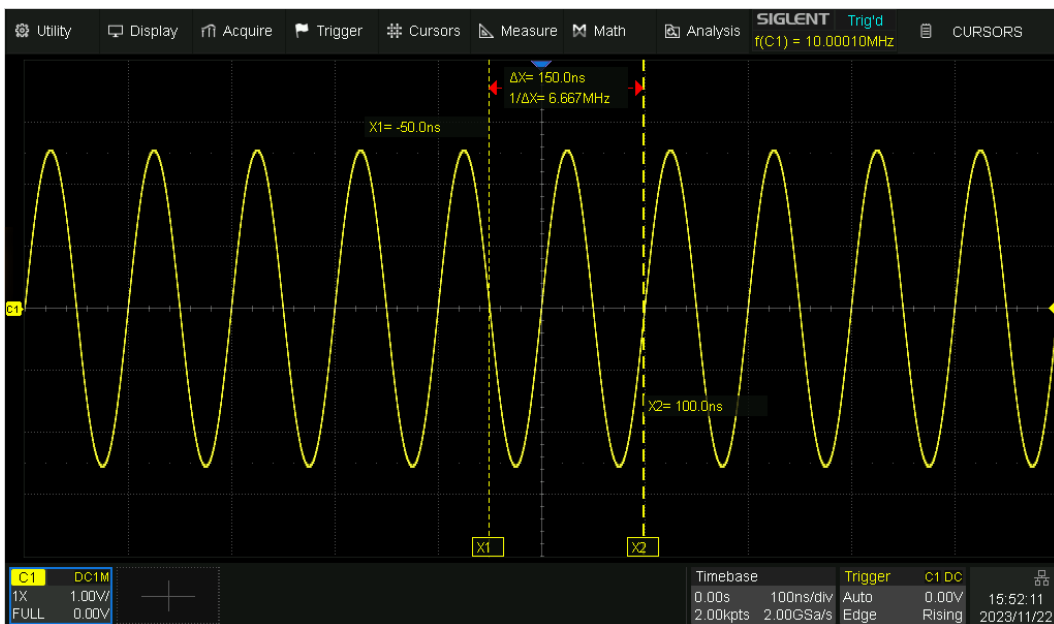 Utility Display Acquire Trigger Cursors Measure Math Analysis SIGLENT Trig'd
f(C1) = 10.00010MHz CURSORS
ΔX= 150.0ns
1/ΔX= 6.667MHz
X1= -50.0ns
C1
X2= 100.0ns
X1 X2
C1 DC1M
1X 1.00V/
FULL 0.00V
Timebase
0.00s 100ns/div
2.00kpts 2.00GSa/s
Trigger C1 DC
Auto 0.00V
Edge Rising
15:52:11
2023/11/22